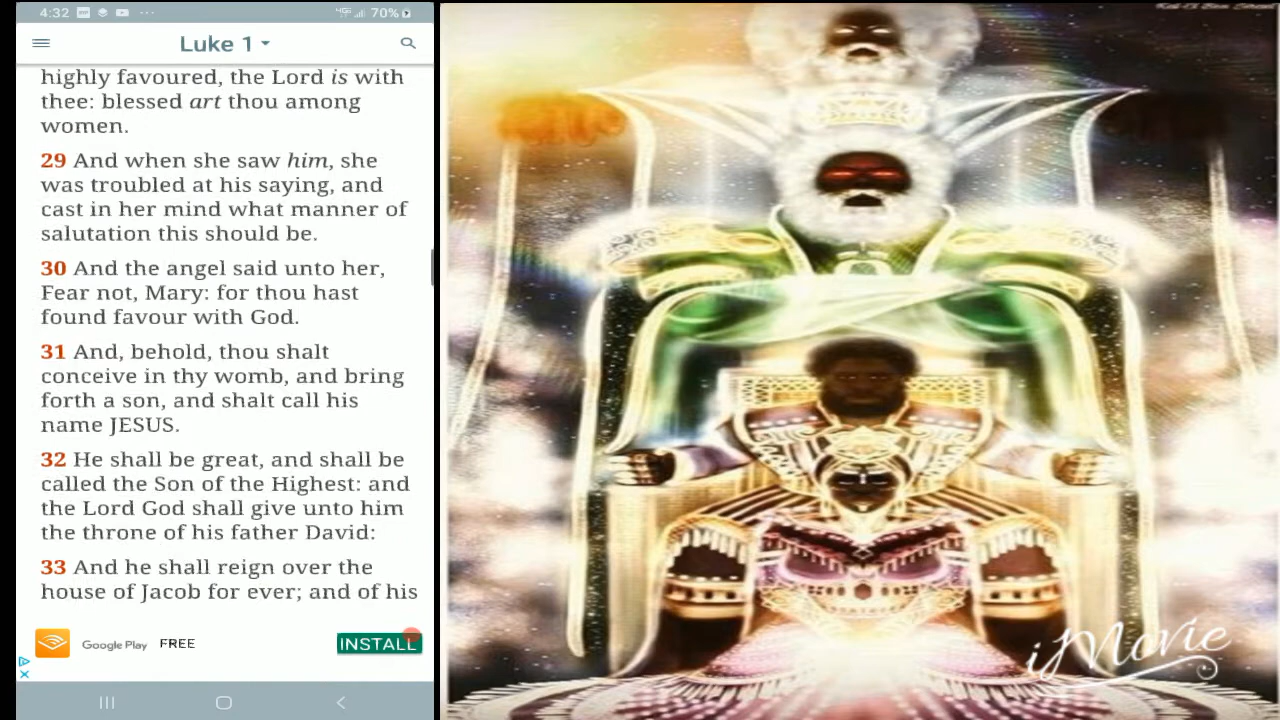 4:32
70%
Luke 1
highly favoured, the Lord is with
thee: blessed art thou among
women.
29 And when she saw him, she
was troubled at his saying, and
cast in her mind what manner of
salutation this should be.
30 And the angel said unto her,
Fear not, Mary: for thou hast
found favour with God.
31 And, behold, thou shalt
conceive in thy womb, and bring
forth a son, and shalt call his
name JESUS.
32 He shall be great, and shall be
called the Son of the Highest: and
the Lord God shall give unto him
the throne of his father David:
33 And he shall reign over the
house of Jacob for ever; and of his
Google Play FREE
INSTALL
iMovie